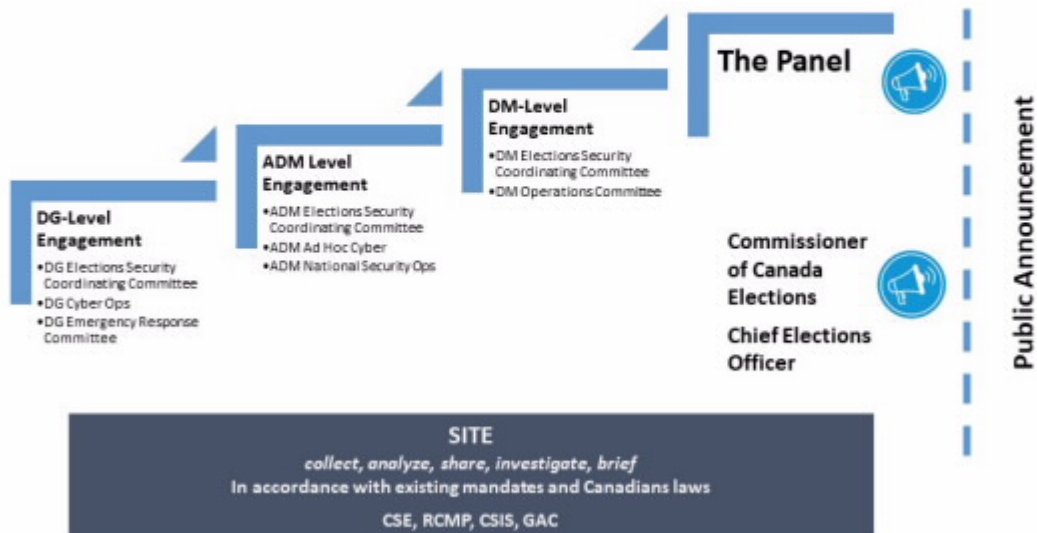 DG-Level
Engagement
•DG Elections Security
Coordinating Committee
•DG Cyber Ops
•DG Emergency Response
Committee
ADM Level
Engagement
•ADM Elections Security
Coordinating Committee
•ADM Ad Hoc Cyber
•ADM National Security Ops
DM-Level
Engagement
•DM Elections Security
Coordinating Committee
•DM Operations Committee
The Panel
Commissioner
of Canada
Elections
Chief Elections
Officer
Public Announcement
SITE
collect, analyze, share, investigate, brief
In accordance with existing mandates and Canadians laws
CSE, RCMP, CSIS, GAC